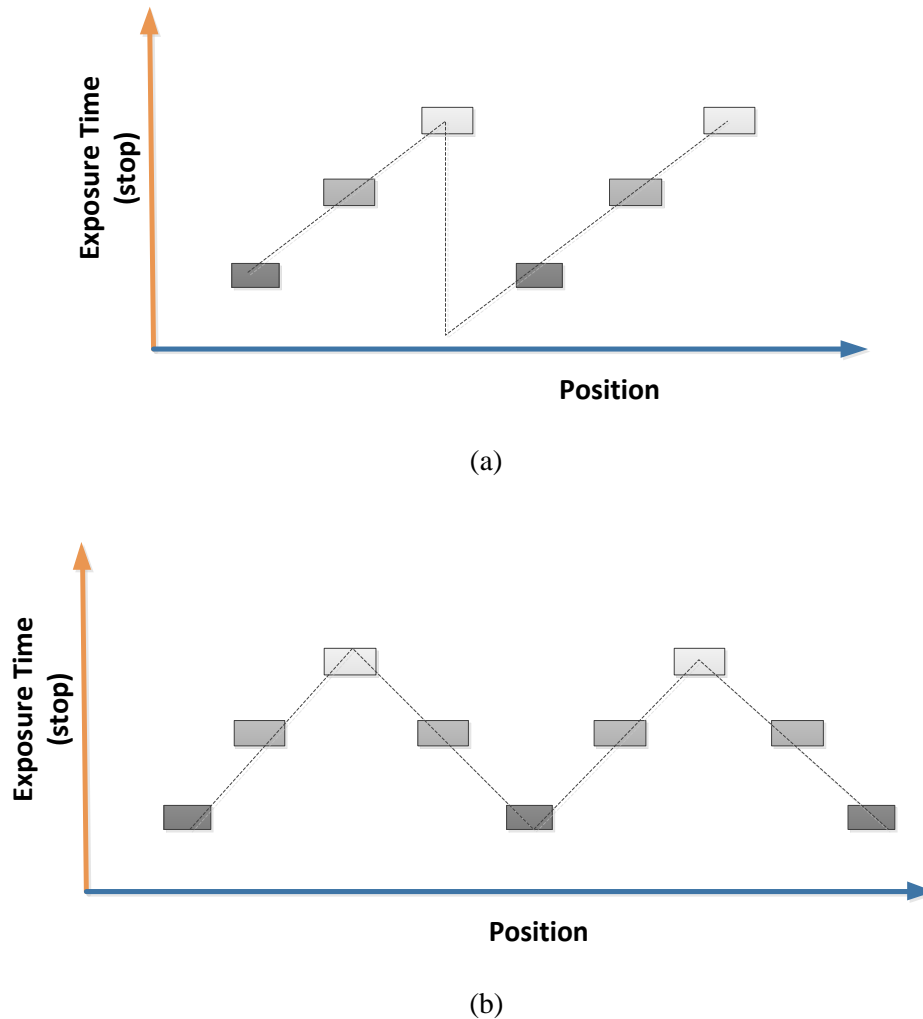 Exposure Time
(stop)
Position
(a)
Exposure Time
(stop)
Position
(b)